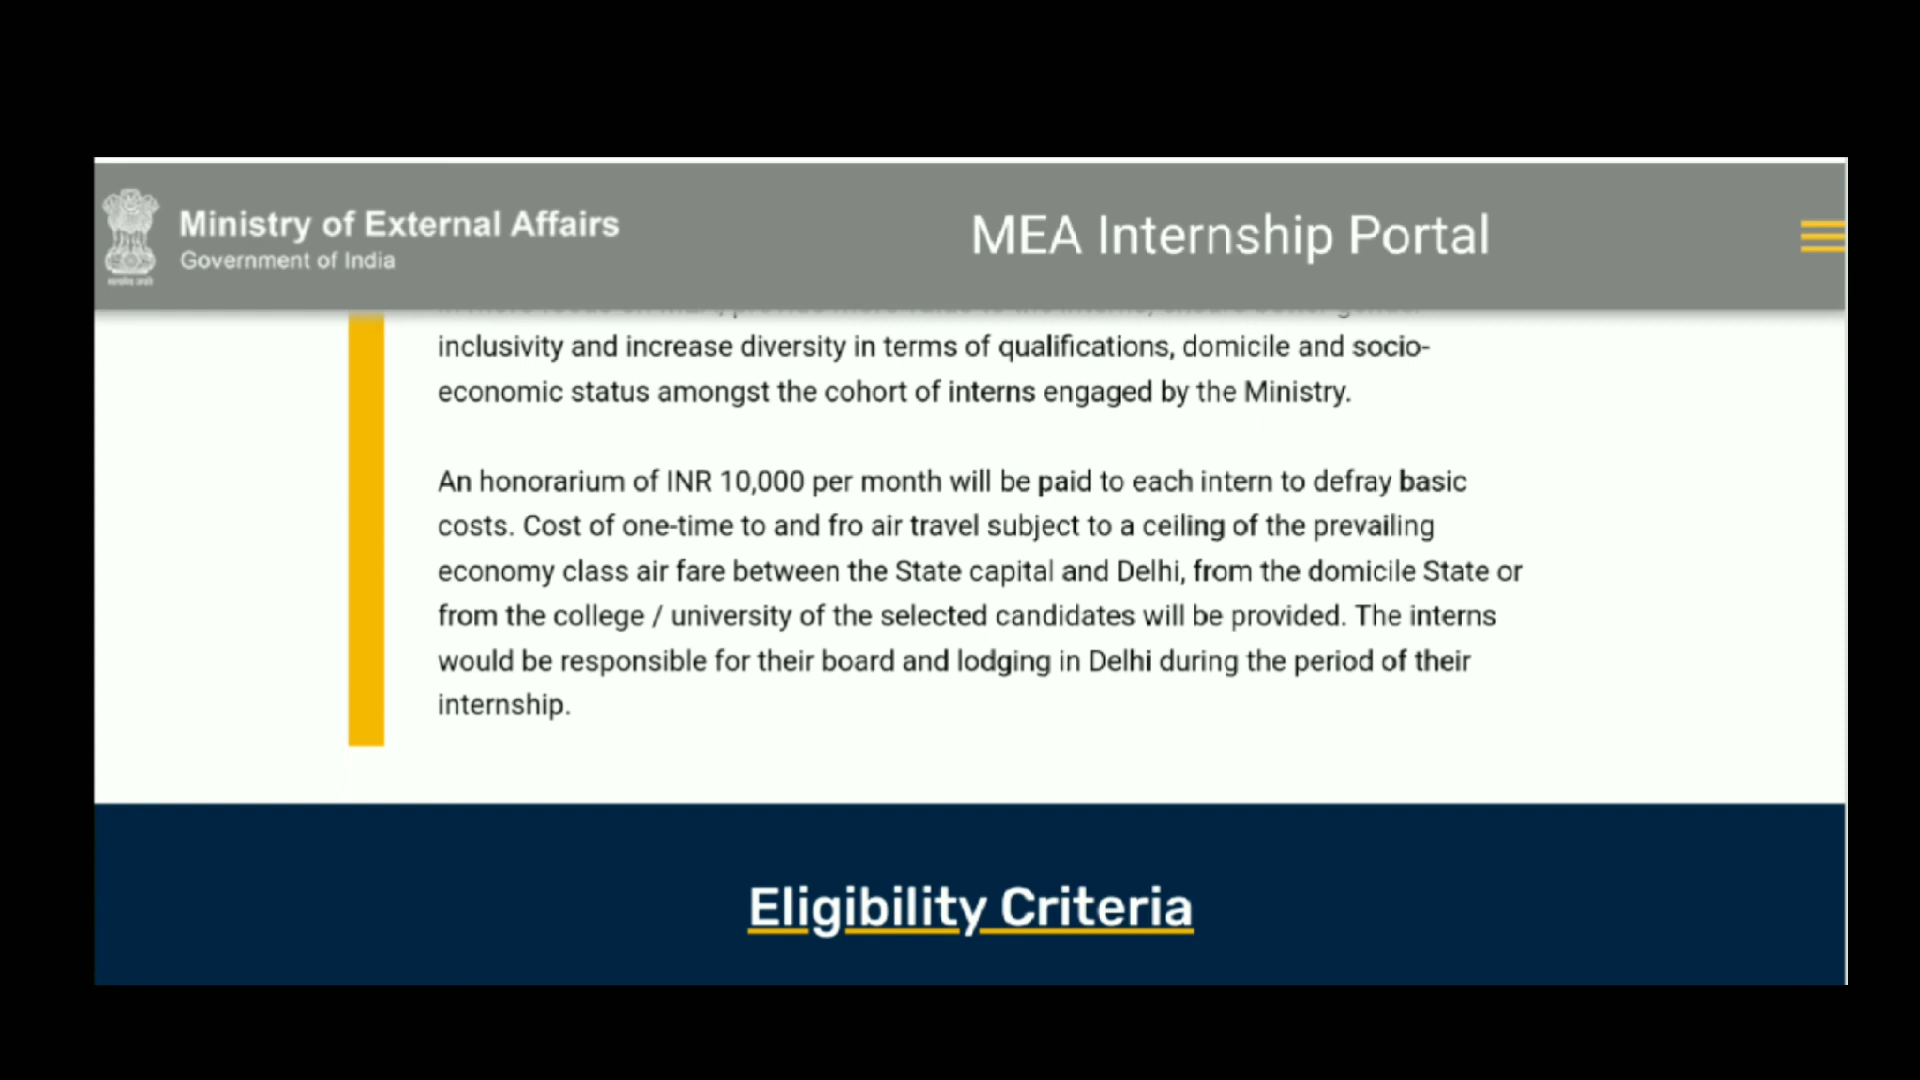 Ministry of External Affairs
Government of India
MEA Internship Portal
inclusivity and increase diversity in terms of qualifications, domicile and socio-
economic status amongst the cohort of interns engaged by the Ministry.
An honorarium of INR 10,000 per month will be paid to each intern to defray basic
costs. Cost of one-time to and fro air travel subject to a ceiling of the prevailing
economy class air fare between the State capital and Delhi, from the domicile State or
from the college / university of the selected candidates will be provided. The interns
would be responsible for their board and lodging in Delhi during the period of their
internship.
Eligibility Criteria